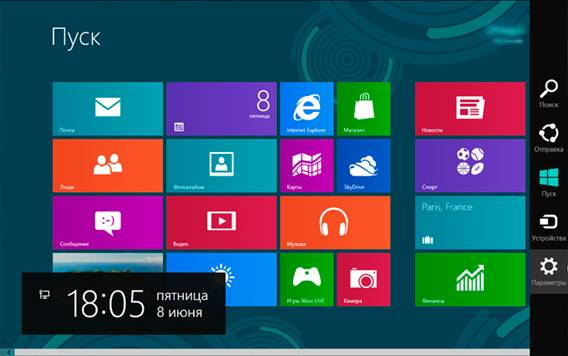 Пуск
Почта
8
пятница
Internet Explorer
Магазин
Новости
Люди
Фотоальбом
Карты
SkyDrive
Спорт
Сообщения
Видео
Музыка
Paris, France
Игры Xbox LIVE
Камера
Финансы
18:05
пятница
8 июня
Поиск
Отправка
Пуск
Устройства
Параметры